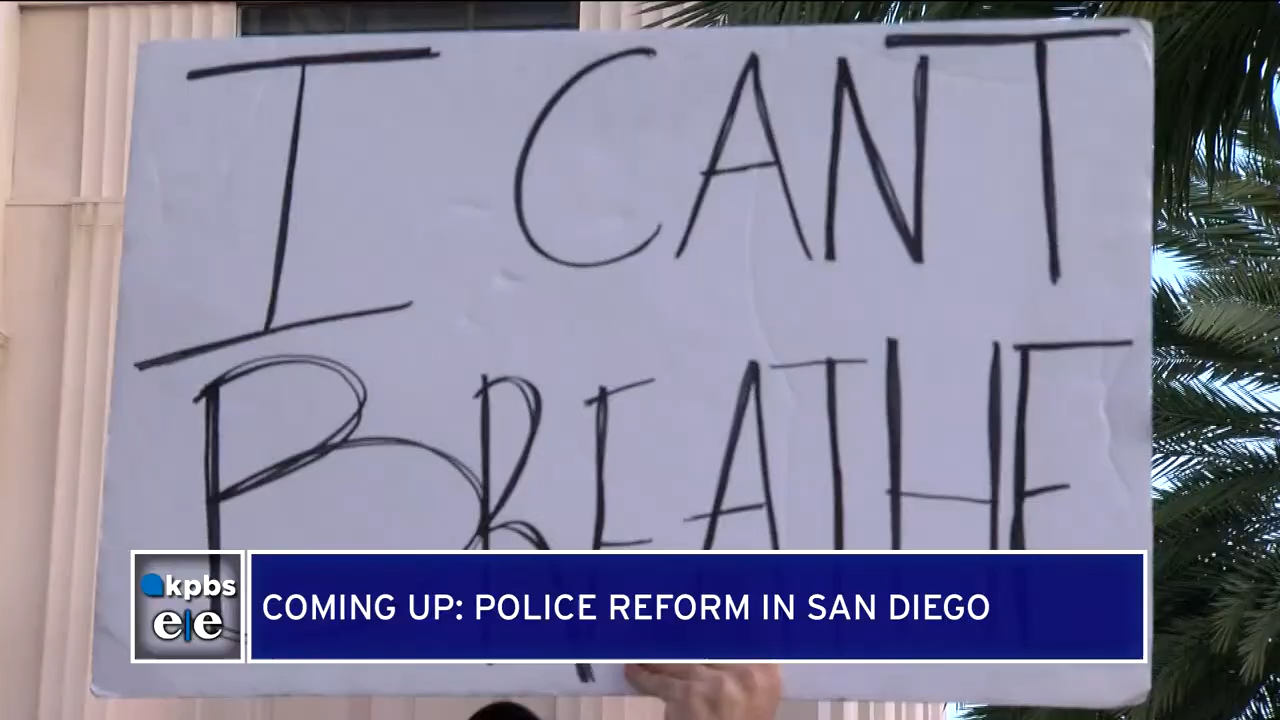 I CANT
BREATHE
kpbs
e|e
COMING UP: POLICE REFORM IN SAN DIEGO